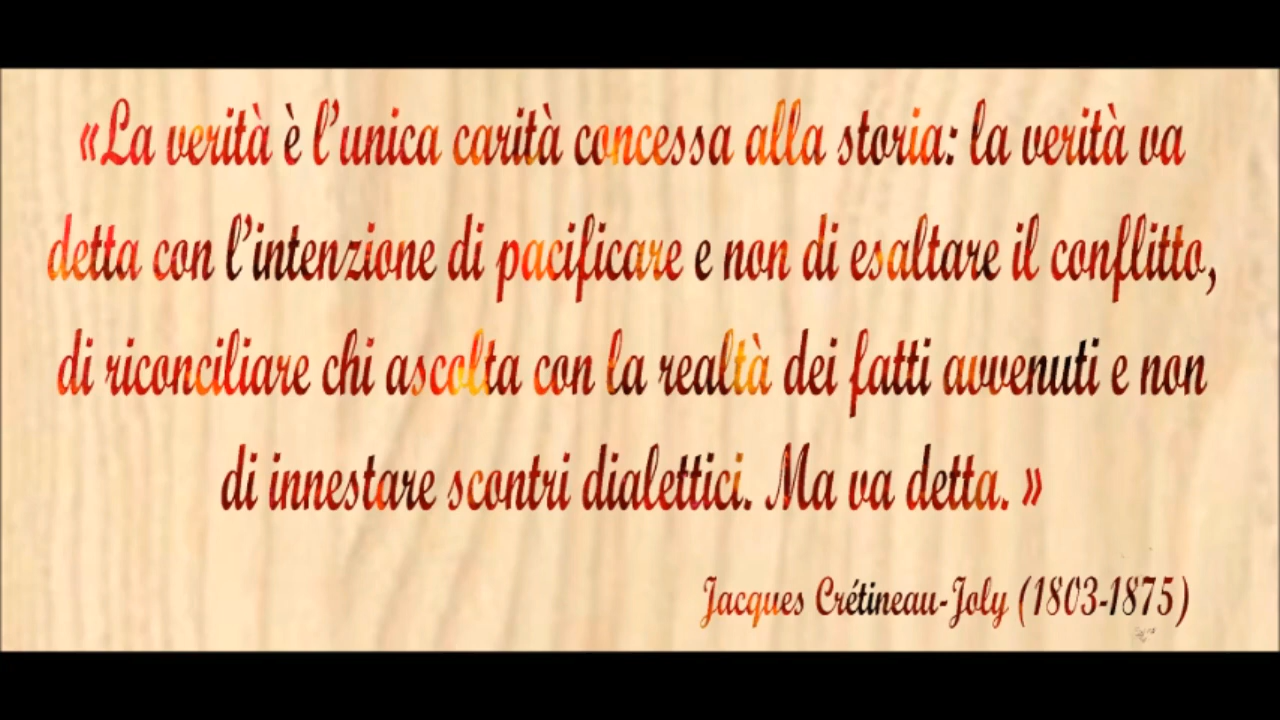 «La verità è l'unica carità concessa alla storia: la verità va
detta con l'intenzione di pacificare e non di esaltare il conflitto,
di riconciliare chi ascolta con la realtà dei fatti avvenuti e non
di innestare scontri dialettici. Ma va detta. »
Jacques Crétineau-Joly (1803-1875)